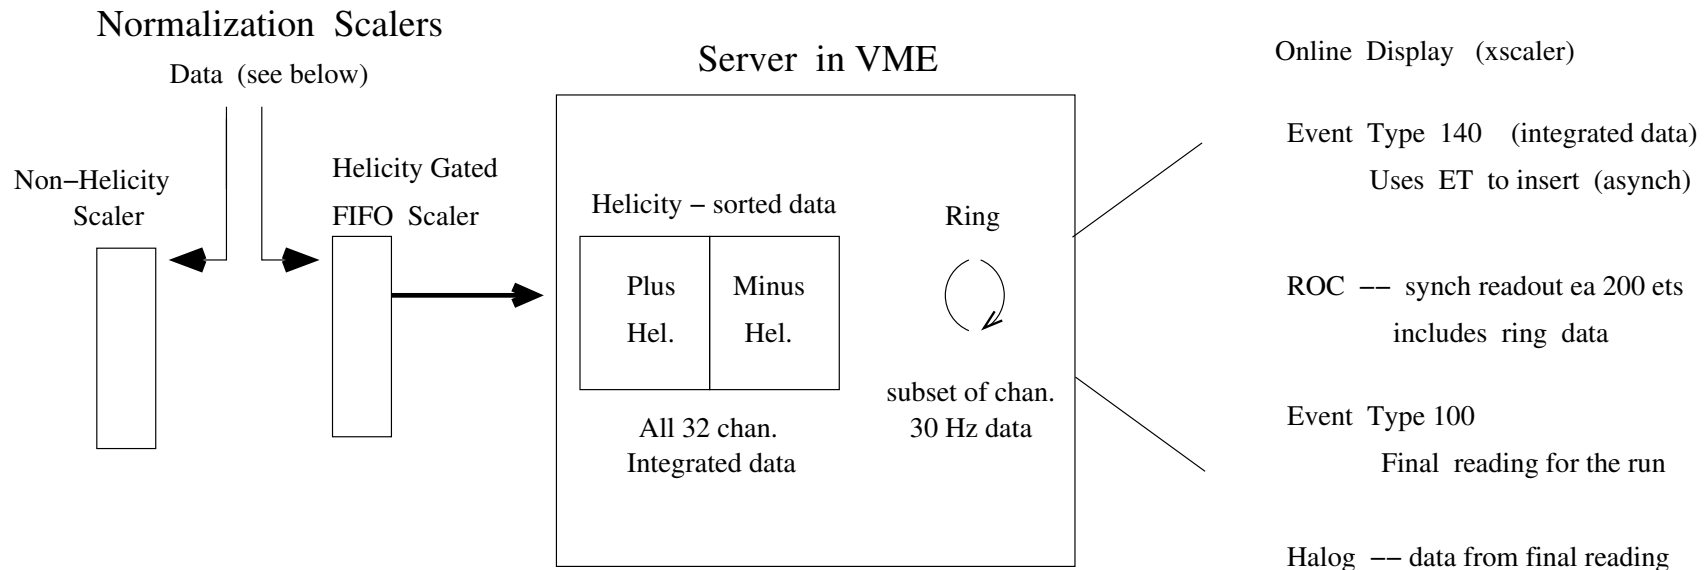 Normalization Scalers
Data (see below)
Non−Helicity
Scaler
Helicity Gated
FIFO Scaler
Server in VME
Helicity − sorted data
Plus
Hel.
Minus
Hel.
All 32 chan.
Integrated data
Ring
subset of chan.
30 Hz data
Online Display (xscaler)
Event Type 140 (integrated data)
Uses ET to insert (asynch)
ROC −− synch readout ea 200 ets
includes ring data
Event Type 100
Final reading for the run
Halog −− data from final reading